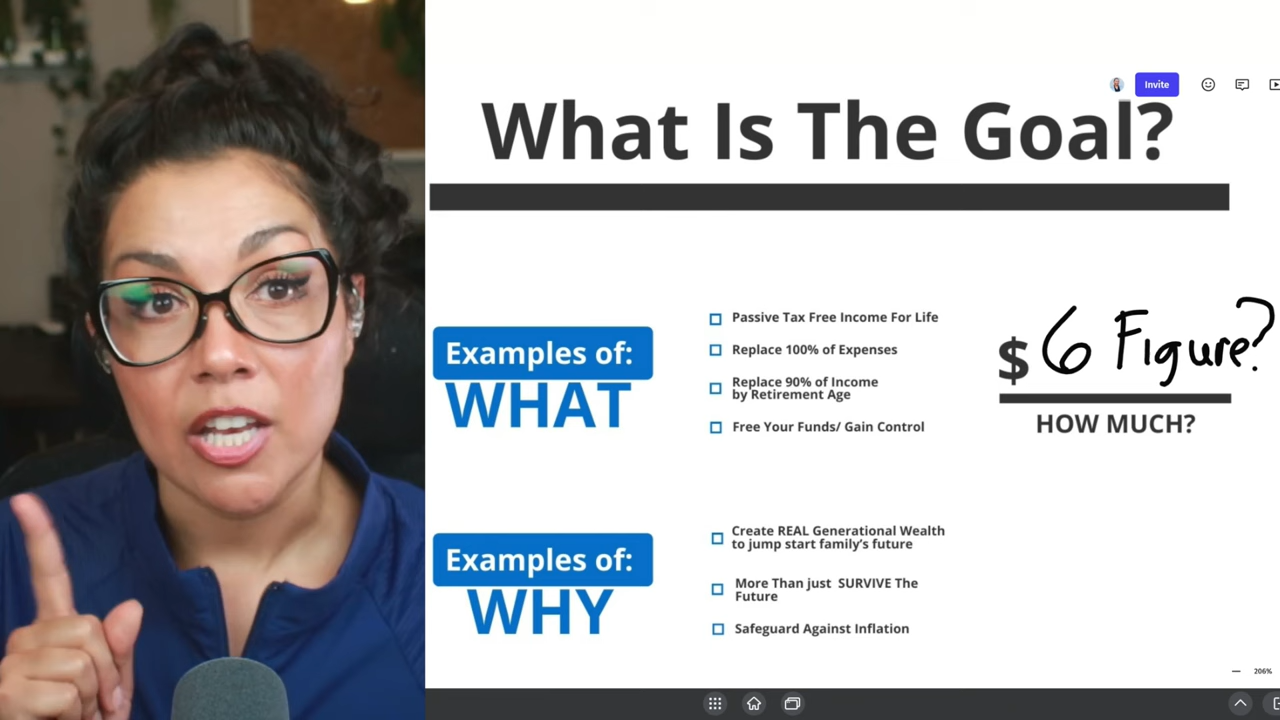 Invite
What Is The Goal?
Examples of:
WHAT
Passive Tax Free Income For Life
Replace 100% of Expenses
Replace 90% of Income
by Retirement Age
Free Your Funds/ Gain Control
$ 6 Figure?
HOW MUCH?
Examples of:
WHY
Create REAL Generational Wealth
to jump start family's future
More Than just SURVIVE The
Future
Safeguard Against Inflation
206%